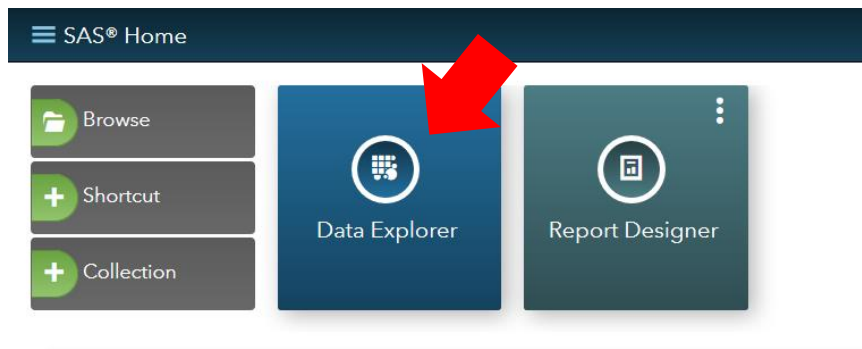 SAS® Home
Browse
Shortcut
Collection
Data Explorer
Report Designer